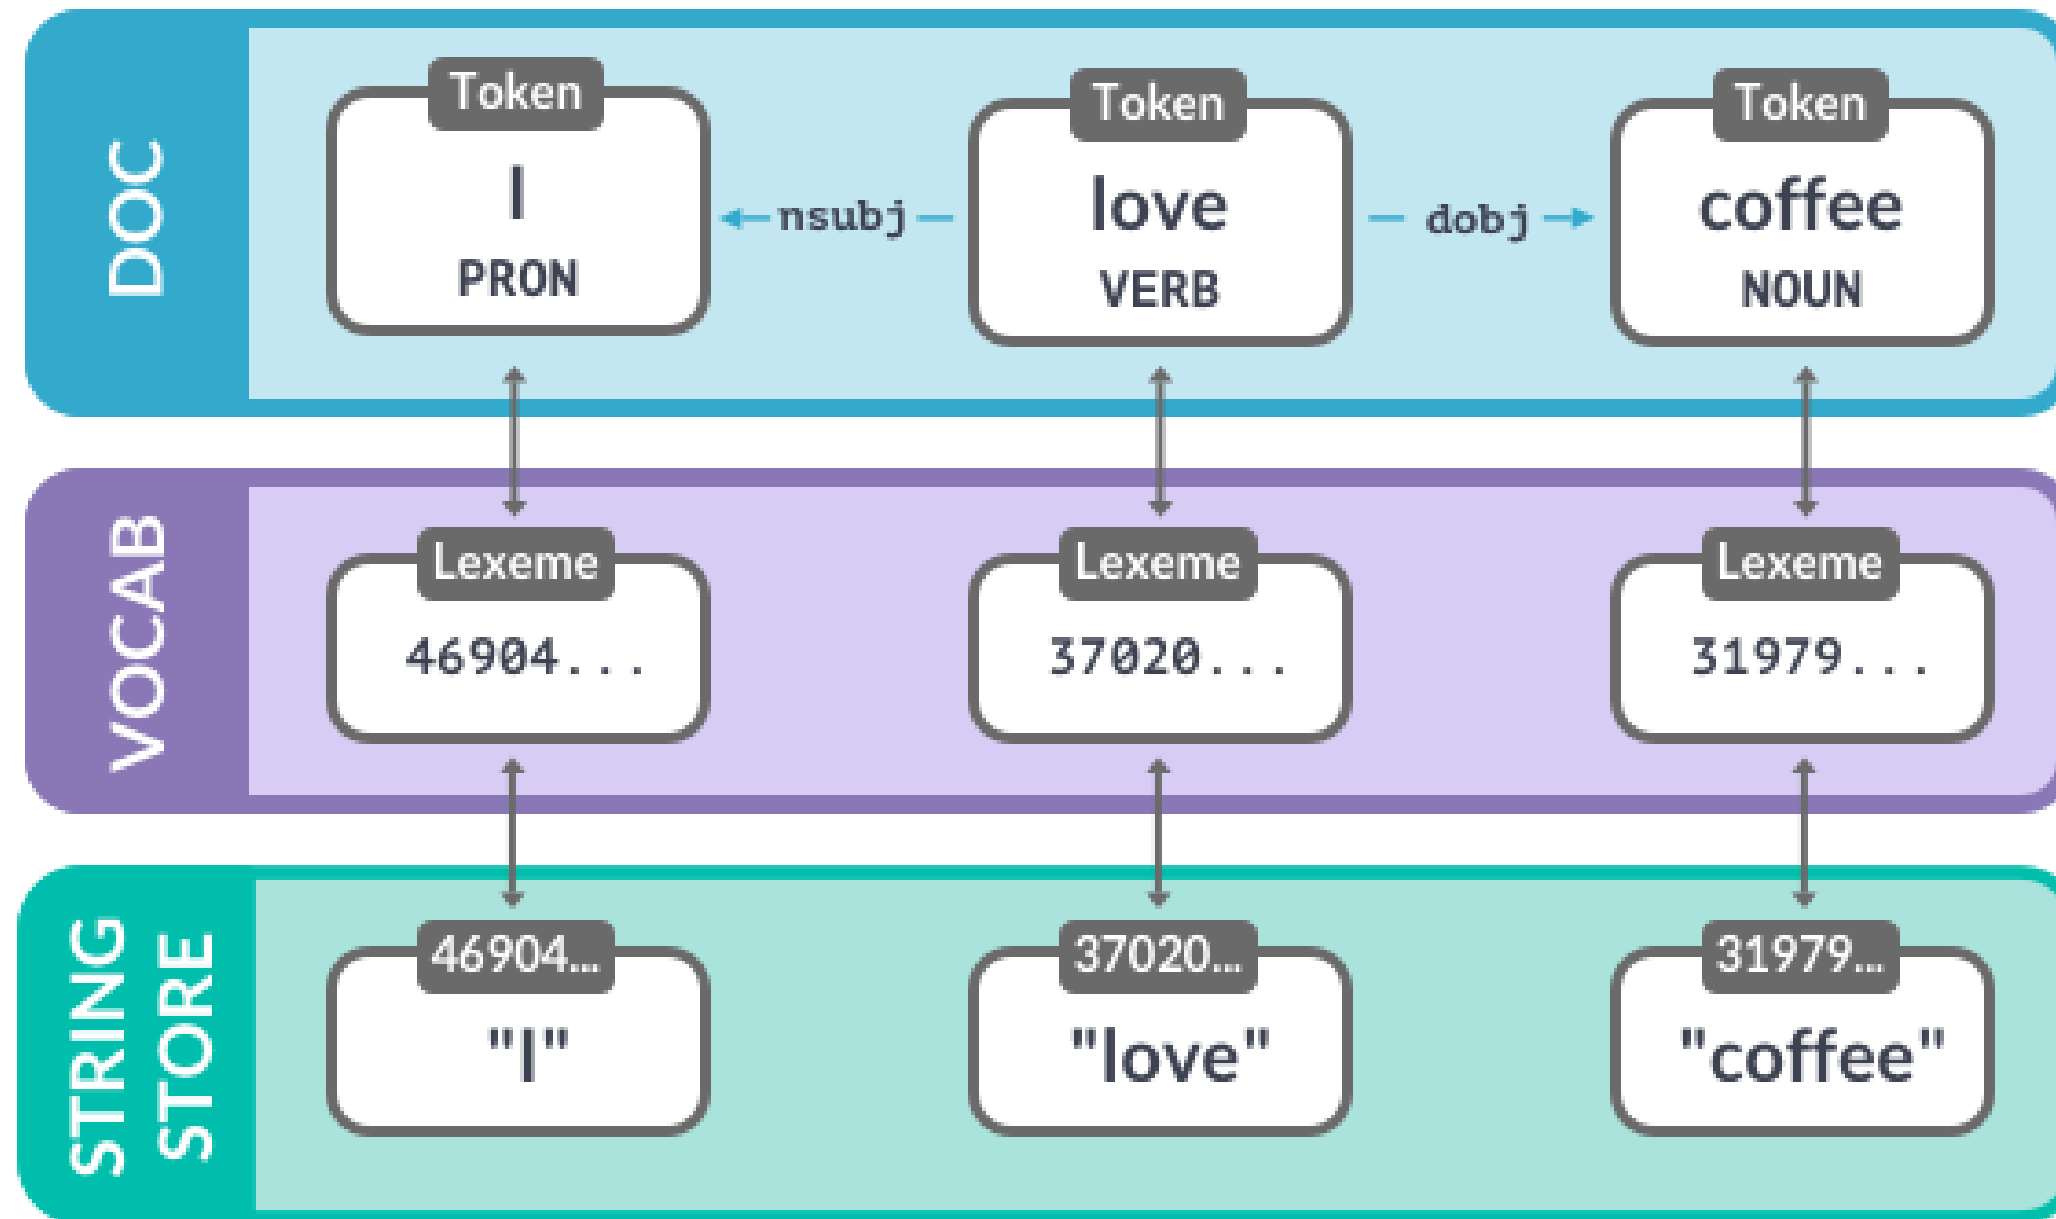 DOC
Token
Token
Token
I
love
coffee
nsubj
dobj
PRON
VERB
NOUN
VOCAB
Lexeme
Lexeme
Lexeme
46904...
37020...
31979...
STRING
STORE
46904...
37020...
31979...
"I"
"love"
"coffee"